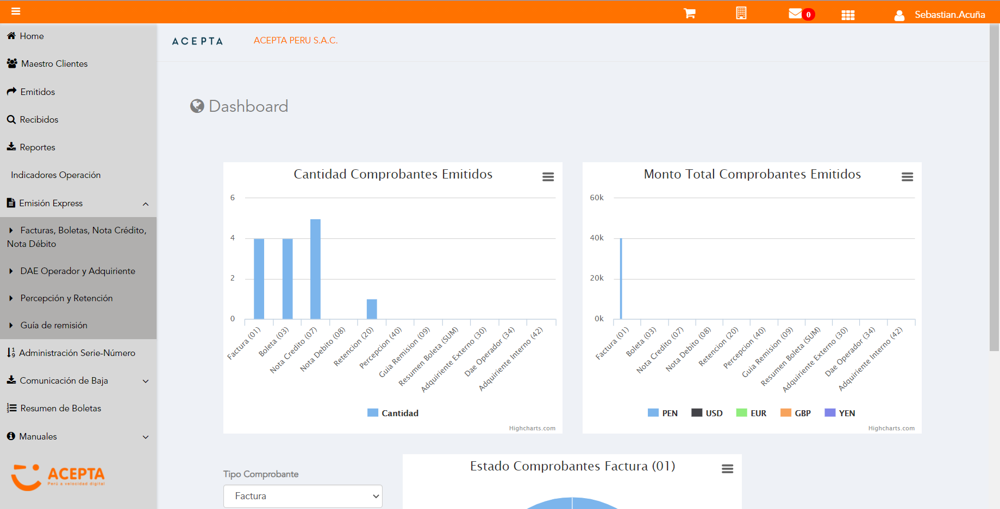 0
Sebastian.Acuña
Home
Maestro Clientes
Emitidos
Recibidos
Reportes
Indicadores Operación
Emisión Express
Facturas, Boletas, Nota Crédito,
Nota Débito
DAE Operador y Adquiriente
Percepción y Retención
Guía de remisión
Administración Serie-Número
Comunicación de Baja
Resumen de Boletas
Manuales
ACEPTA
Perú a velocidad digital
ACEPTA
ACEPTA PERU S.A.C.
Dashboard
Cantidad Comprobantes Emitidos
6
4
2
0
Factura (01)
Boleta (03)
Nota Credito (07)
Nota Debito (08)
Retencion (20)
Percepcion (40)
Guia Remision (09)
Resumen Boleta (SUM)
Adquiriente Externo (30)
Dae Operador (34)
Adquiriente Interno (42)
Cantidad
Highcharts.com
Monto Total Comprobantes Emitidos
60k
40k
20k
0k
Factura (01)
Boleta (03)
Nota Credito (07)
Nota Debito (08)
Retencion (20)
Percepcion (40)
Guia Remision (09)
Resumen Boleta (SUM)
Adquiriente Externo (30)
Dae Operador (34)
Adquiriente Interno (42)
PEN USD EUR GBP YEN
Highcharts.com
Tipo Comprobante
Factura
Estado Comprobantes Factura (01)